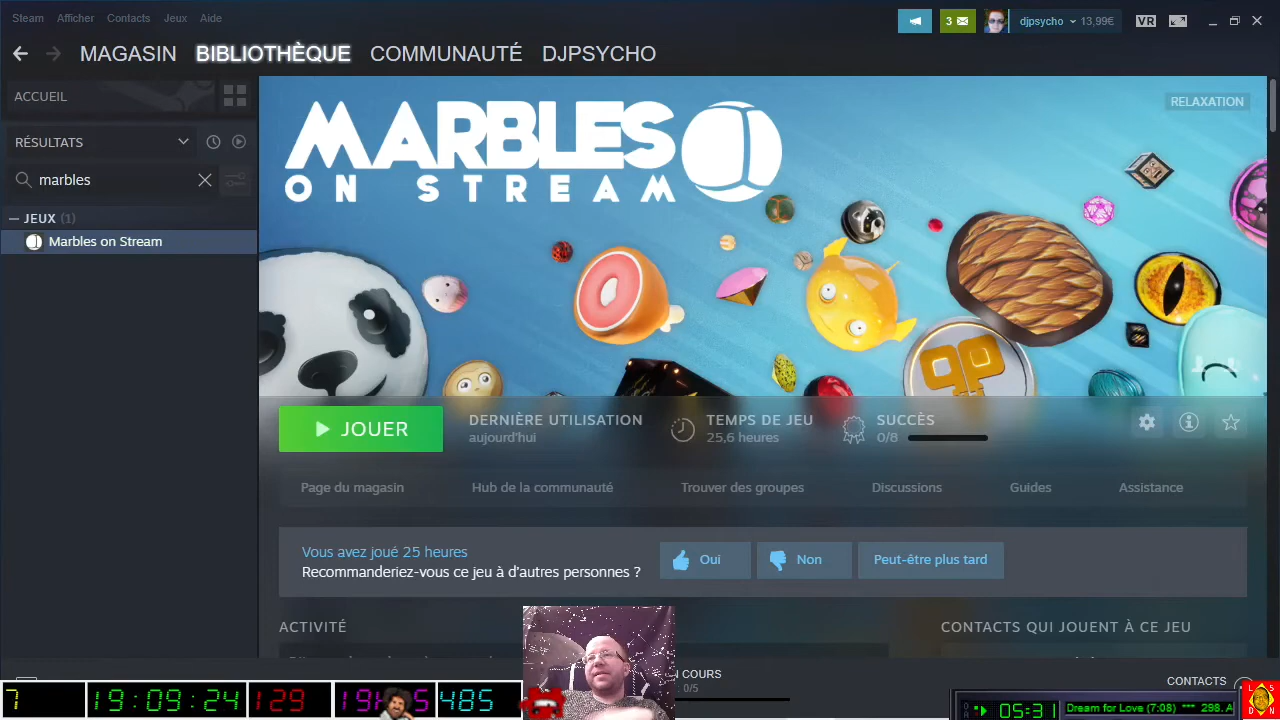 Steam Afficher Contacts Jeux Aide
3 djpsycho 13,99€ VR
MAGASIN BIBLIOTHÈQUE COMMUNAUTÉ DJPSYCHO
ACCUEIL
RELAXATION
MARBLES
ON STREAM
RÉSULTATS
marbles
JEUX (1)
Marbles on Stream
JOUER
DERNIÈRE UTILISATION
aujourd'hui
TEMPS DE JEU
25,6 heures
SUCCÈS
0/8
Page du magasin Hub de la communauté Trouver des groupes Discussions Guides Assistance
Vous avez joué 25 heures
Recommanderiez-vous ce jeu à d'autres personnes ?
Oui Non Peut-être plus tard
ACTIVITÉ
CONTACTS QUI JOUENT À CE JEU
N COURS
0/5
CONTACTS
7 19:09:24 129 485
05:31 Dream for Love (7:08) *** 298. A